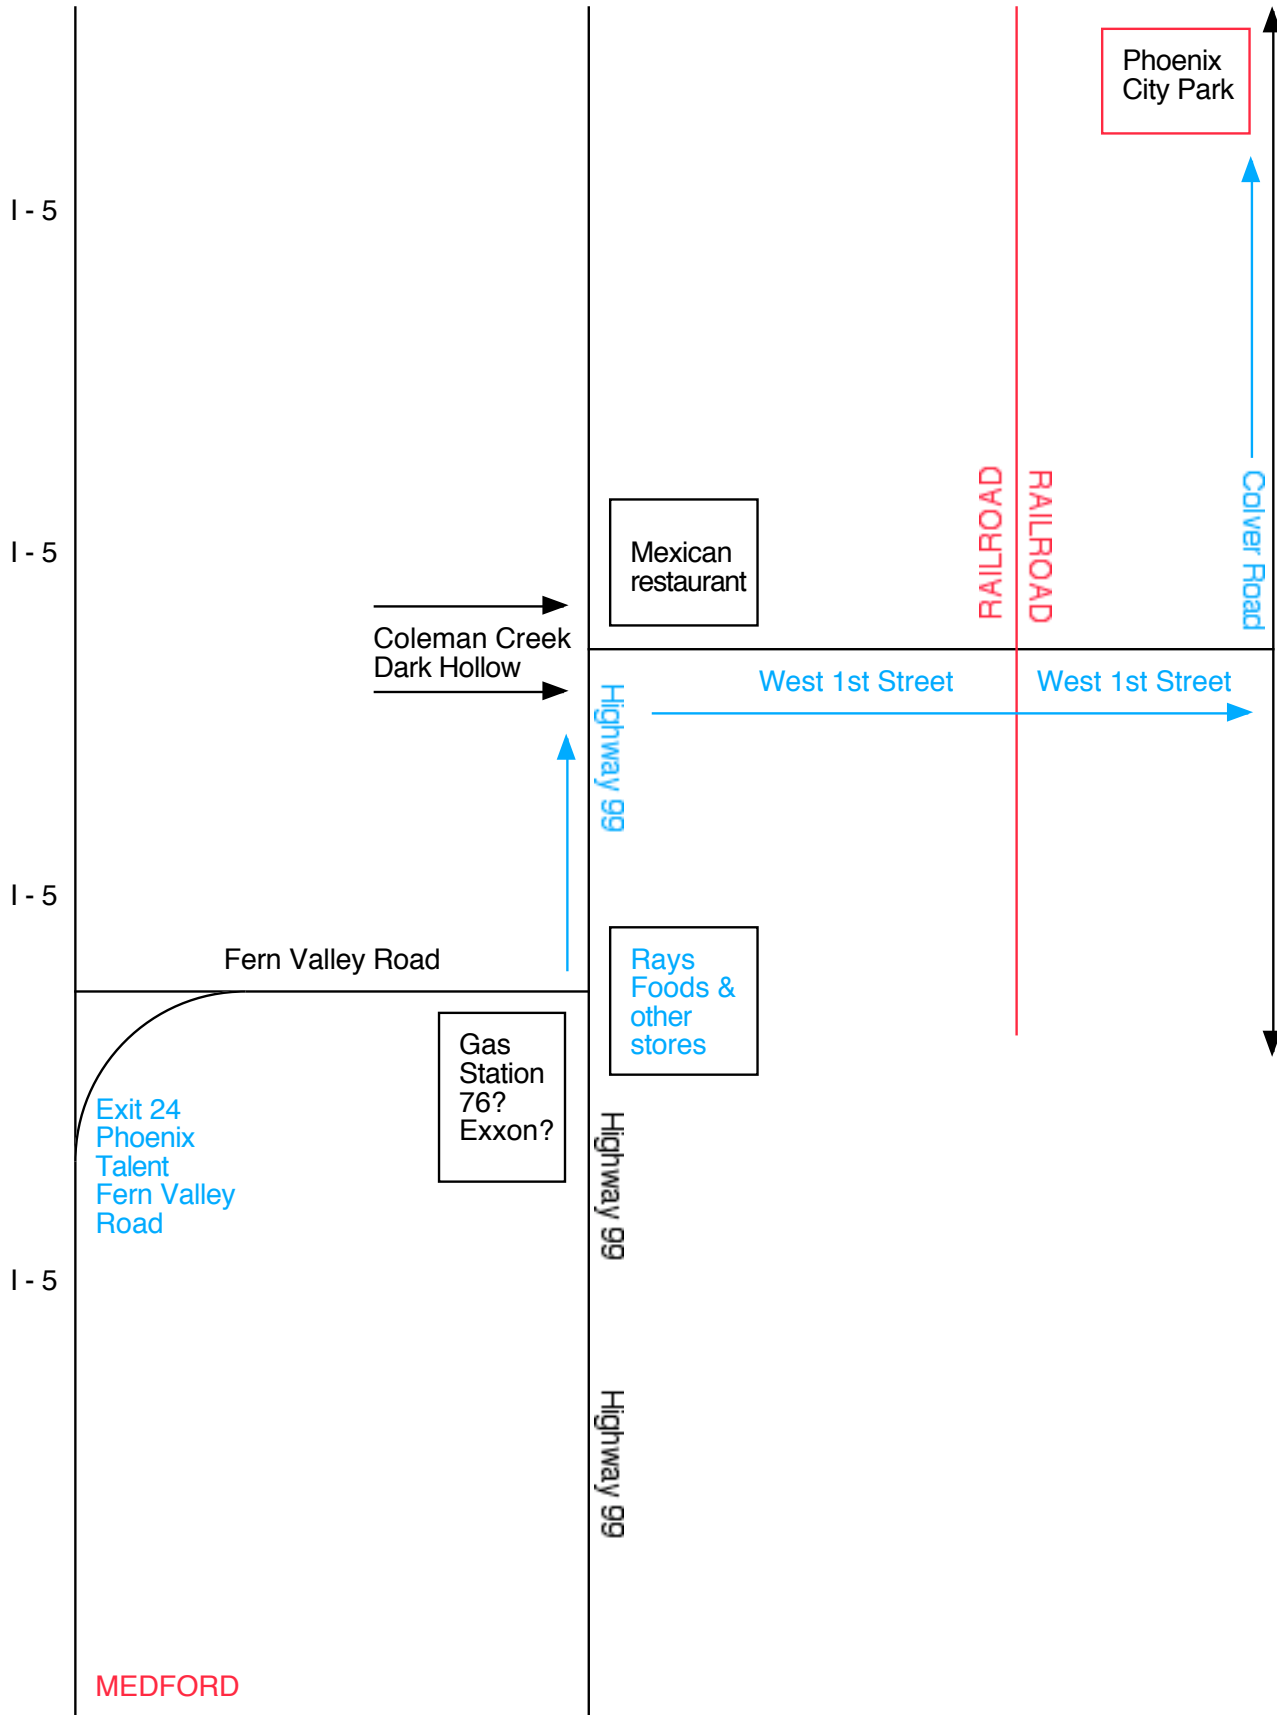 Phoenix
City Park
I - 5
RAILROAD
RAILROAD
Colver Road
I - 5
Mexican
restaurant
Coleman Creek
Dark Hollow
West 1st Street
West 1st Street
Highway 99
I - 5
Fern Valley Road
Rays
Foods &
other
stores
Gas
Station
76?
Exxon?
Exit 24
Phoenix
Talent
Fern Valley
Road
Highway 99
I - 5
Highway 99
MEDFORD